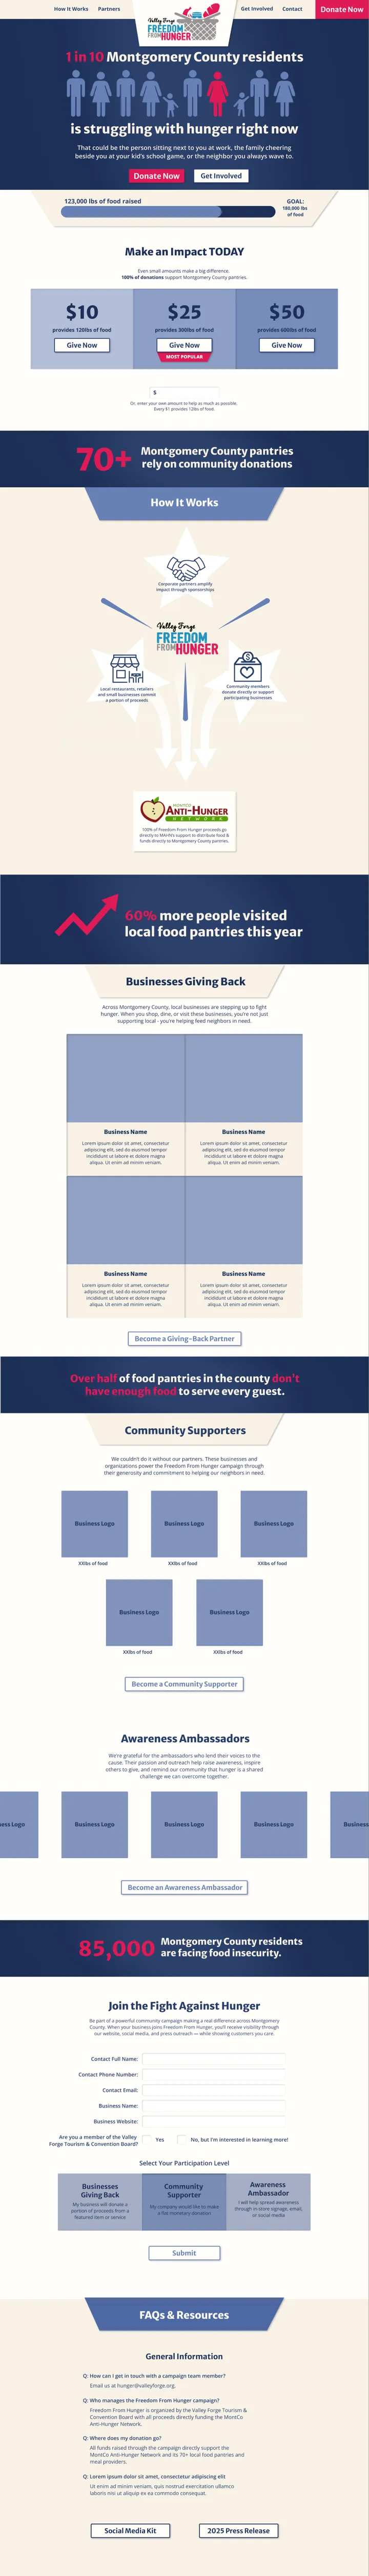 How It Works Partners Get Involved Contact Donate Now
Valley Forge
FREEDOM
FROM HUNGER
1 in 10 Montgomery County residents
is struggling with hunger right now
That could be the person sitting next to you at work, the family cheering
beside you at your kid's school game, or the neighbor you always wave to.
Donate Now Get Involved
123,000 lbs of food raised
GOAL:
180,000 lbs
of food
Make an Impact TODAY
Even small amounts make a big difference.
100% of donations support Montgomery County pantries.
$10 $25 $50
provides 120lbs of food provides 300lbs of food provides 600lbs of food
Give Now Give Now Give Now
MOST POPULAR
$
Or, enter your own amount to help as much as possible.
Every $1 provides 12lbs of food.
70+ Montgomery County pantries
rely on community donations
How It Works
Corporate partners amplify
impact through sponsorships
Valley Forge
FREEDOM
FROM HUNGER
Local restaurants, retailers
and small businesses commit
a portion of proceeds
Community members
donate directly or support
participating businesses
MONTCO
ANTI-HUNGER
NETWORK
100% of Freedom From Hunger proceeds go
directly to MAHN's support to distribute food &
funds directly to Montgomery County pantries.
60% more people visited
local food pantries this year
Businesses Giving Back
Across Montgomery County, local businesses are stepping up to fight
hunger. When you shop, dine, or visit these businesses, you're not just
supporting local - you're helping feed neighbors in need.
Business Name
Lorem ipsum dolor sit amet, consectetur
adipiscing elit, sed do eiusmod tempor
incididunt ut labore et dolore magna
aliqua. Ut enim ad minim veniam.
Business Name
Lorem ipsum dolor sit amet, consectetur
adipiscing elit, sed do eiusmod tempor
incididunt ut labore et dolore magna
aliqua. Ut enim ad minim veniam.
Business Name
Lorem ipsum dolor sit amet, consectetur
adipiscing elit, sed do eiusmod tempor
incididunt ut labore et dolore magna
aliqua. Ut enim ad minim veniam.
Business Name
Lorem ipsum dolor sit amet, consectetur
adipiscing elit, sed do eiusmod tempor
incididunt ut labore et dolore magna
aliqua. Ut enim ad minim veniam.
Become a Giving-Back Partner
Over half of food pantries in the county don't
have enough food to serve every guest.
Community Supporters
We couldn't do it without our partners. These businesses and
organizations power the Freedom From Hunger campaign through
their generosity and commitment to helping our neighbors in need.
Business Logo Business Logo Business Logo
XXlbs of food XXlbs of food XXlbs of food
Business Logo Business Logo
XXlbs of food XXlbs of food
Become a Community Supporter
Awareness Ambassadors
We're grateful for the ambassadors who lend their voices to the
cause. Their passion and outreach help raise awareness, inspire
others to give, and remind our community that hunger is a shared
challenge we can overcome together.
ess Logo Business Logo Business Logo Business Logo Business
Become an Awareness Ambassador
85,000 Montgomery County residents
are facing food insecurity.
Join the Fight Against Hunger
Be part of a powerful community campaign making a real difference across Montgomery
County. When your business joins Freedom From Hunger, you'll receive visibility through
our website, social media, and press outreach — while showing customers you care.
Contact Full Name:
Contact Phone Number:
Contact Email:
Business Name:
Business Website:
Are you a member of the Valley
Forge Tourism & Convention Board?
Yes No, but I'm interested in learning more!
Select Your Participation Level
Businesses
Giving Back
My business will donate a
portion of proceeds from a
featured item or service
Community
Supporter
My company would like to make
a flat monetary donation
Awareness
Ambassador
I will help spread awareness
through in-store signage, email,
or social media
Submit
FAQs & Resources
General Information
Q: How can I get in touch with a campaign team member?
Email us at hunger@valleyforge.org.
Q: Who manages the Freedom From Hunger campaign?
Freedom From Hunger is organized by the Valley Forge Tourism &
Convention Board with all proceeds directly funding the MontCo
Anti-Hunger Network.
Q: Where does my donation go?
All funds raised through the campaign directly support the
MontCo Anti-Hunger Network and its 70+ local food pantries and
meal providers.
Q: Lorem ipsum dolor sit amet, consectetur adipiscing elit
Ut enim ad minim veniam, quis nostrud exercitation ullamco
laboris nisi ut aliquip ex ea commodo consequat.
Social Media Kit 2025 Press Release